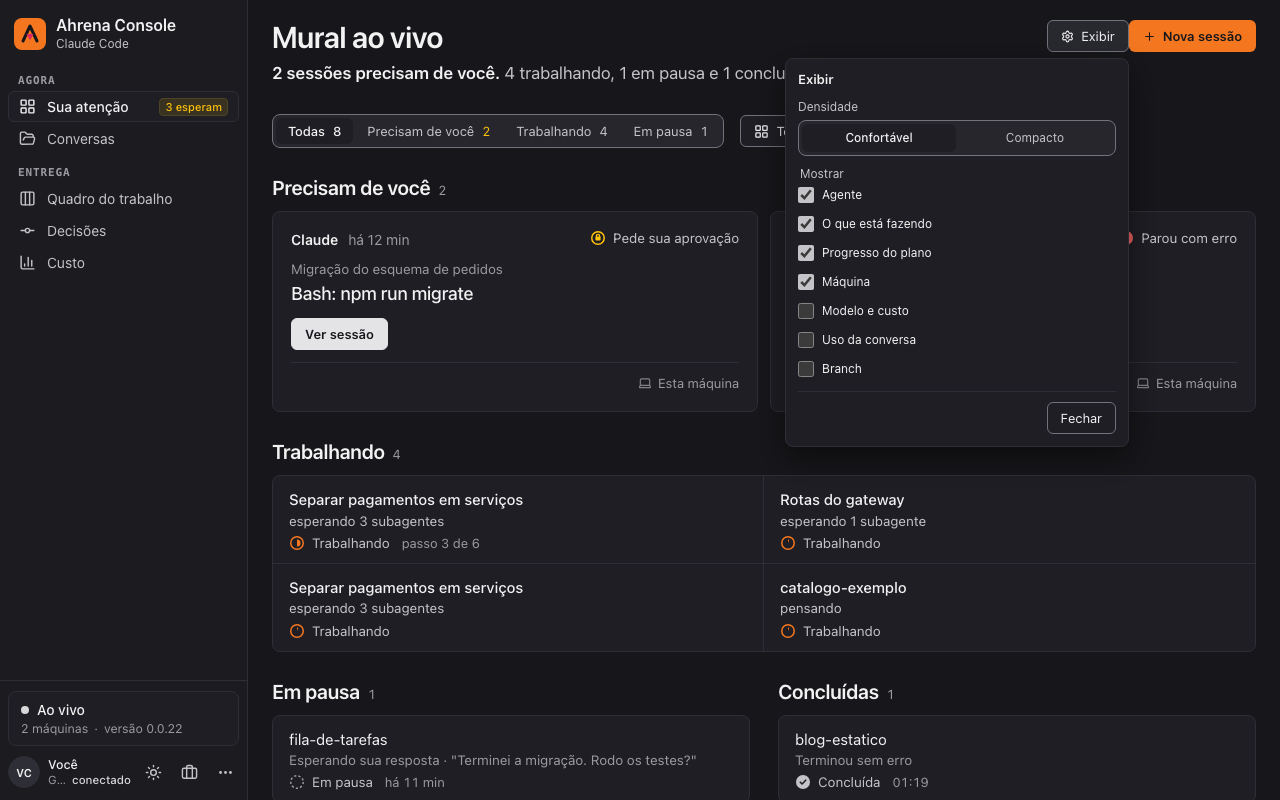 Ahrena Console
Claude Code
AGORA
Sua atenção 3 esperam
Conversas
ENTREGA
Quadro do trabalho
Decisões
Custo
Ao vivo
2 máquinas · versão 0.0.22
VC Você
G... conectado
Mural ao vivo
Exibir
+ Nova sessão
2 sessões precisam de você. 4 trabalhando, 1 em pausa e 1 conclu
Todas 8 Precisam de você 2 Trabalhando 4 Em pausa 1
Exibir
Densidade
Confortável Compacto
Mostrar
Agente
O que está fazendo
Progresso do plano
Máquina
Modelo e custo
Uso da conversa
Branch
Fechar
Precisam de você 2
Claude há 12 min Pede sua aprovação
Migração do esquema de pedidos
Bash: npm run migrate
Ver sessão
Esta máquina
Parou com erro
Esta máquina
Trabalhando 4
Separar pagamentos em serviços
esperando 3 subagentes
Trabalhando passo 3 de 6
Rotas do gateway
esperando 1 subagente
Trabalhando
Separar pagamentos em serviços
esperando 3 subagentes
Trabalhando
catalogo-exemplo
pensando
Trabalhando
Em pausa 1
fila-de-tarefas
Esperando sua resposta · "Terminei a migração. Rodo os testes?"
Em pausa há 11 min
Concluídas 1
blog-estatico
Terminou sem erro
Concluída 01:19